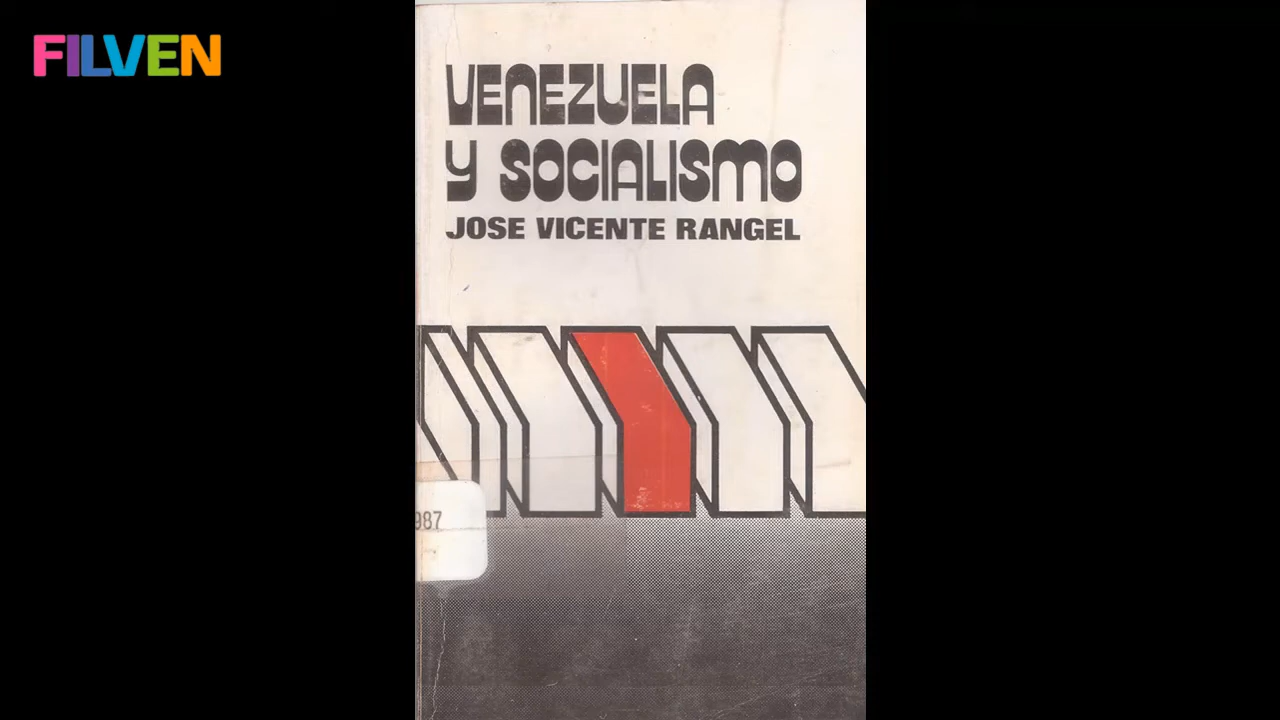 FILVEN
VENEZUELA
Y SOCIALISMO
JOSE VICENTE RANGEL
987